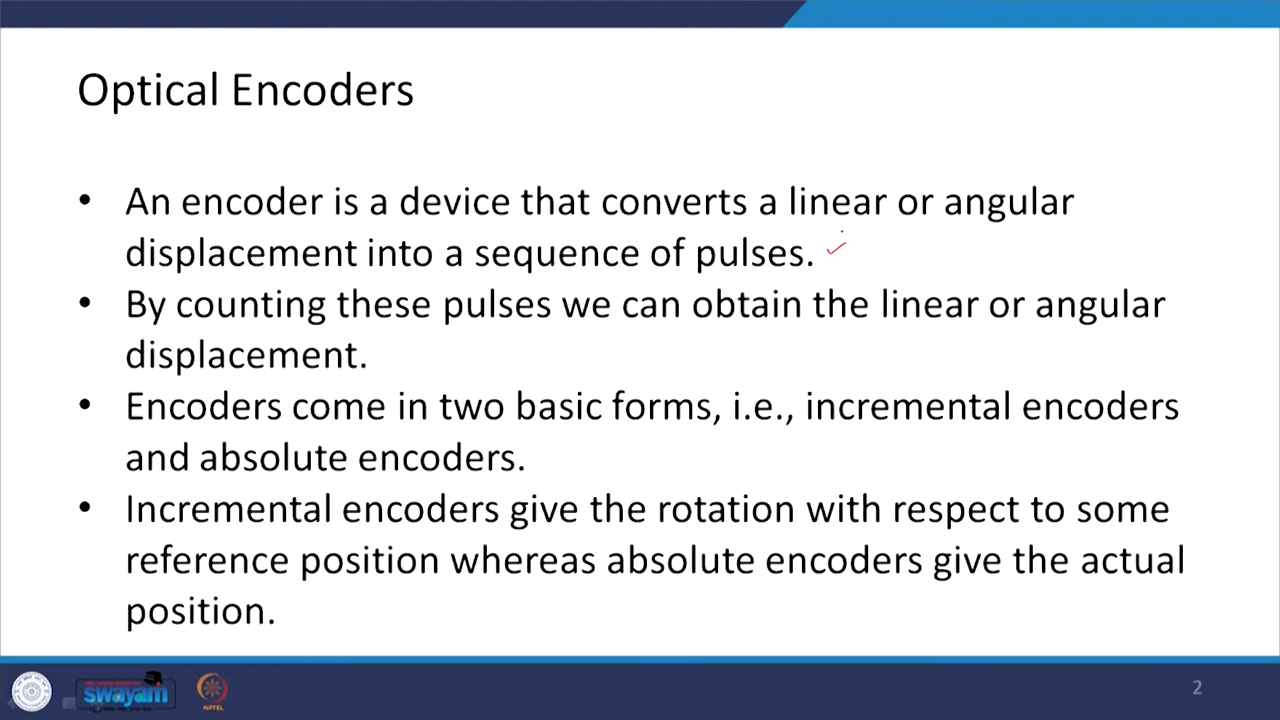 Optical Encoders
• An encoder is a device that converts a linear or angular
displacement into a sequence of pulses.
• By counting these pulses we can obtain the linear or angular
displacement.
• Encoders come in two basic forms, i.e., incremental encoders
and absolute encoders.
• Incremental encoders give the rotation with respect to some
reference position whereas absolute encoders give the actual
position.
swayam
NPTEL
2